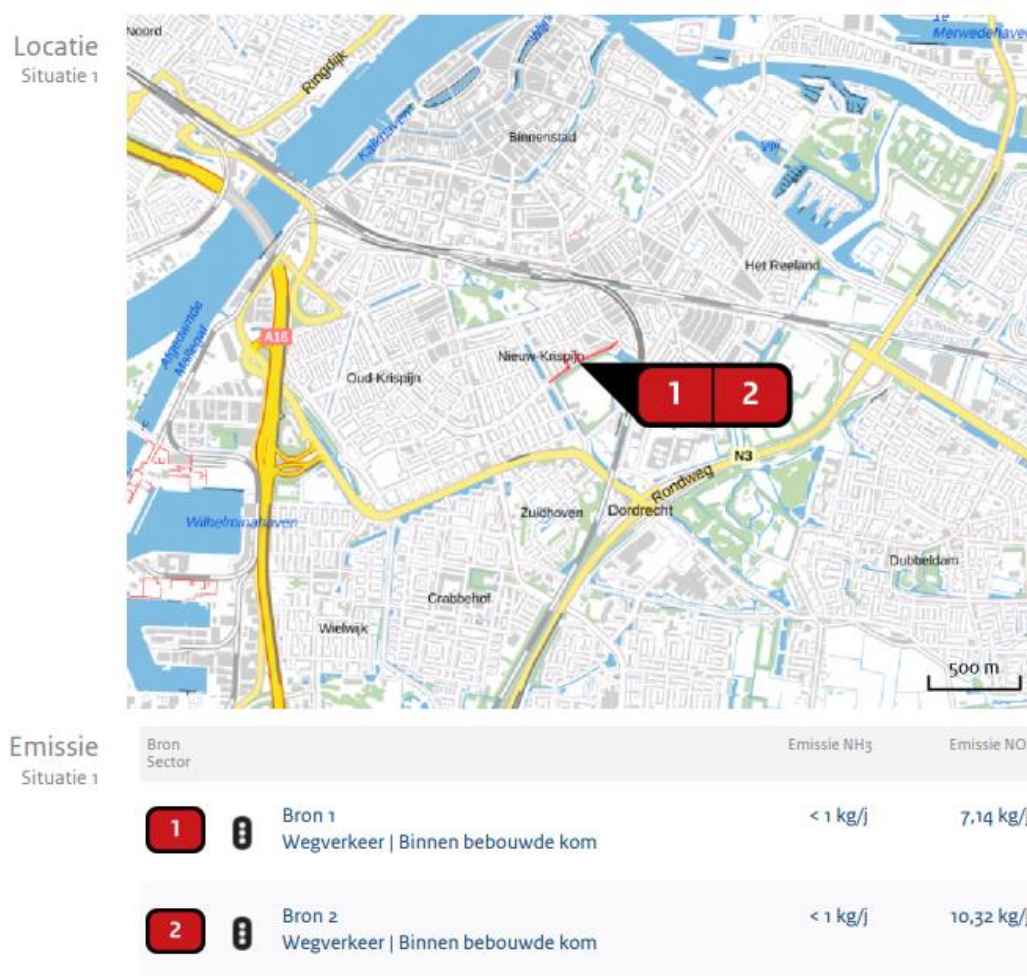 Locatie
Situatie 1
Noord
Ringdijk
Merwedehaven
Kalkhaven
Binnenstad
Vlij
Het Reeland
A16
Nieuw-Krispijn
Oud-Krispijn
1 2
N3
Rondweg
Dordrecht
Zuidhoven
Wilhelminahaven
Dubbeldam
Crabbehof
Wielwijk
500 m
Emissie
Situatie 1
Bron
Sector
Emissie NH3
Emissie NO
1
Bron 1
Wegverkeer | Binnen bebouwde kom
< 1 kg/j
7,14 kg/j
2
Bron 2
Wegverkeer | Binnen bebouwde kom
< 1 kg/j
10,32 kg/j